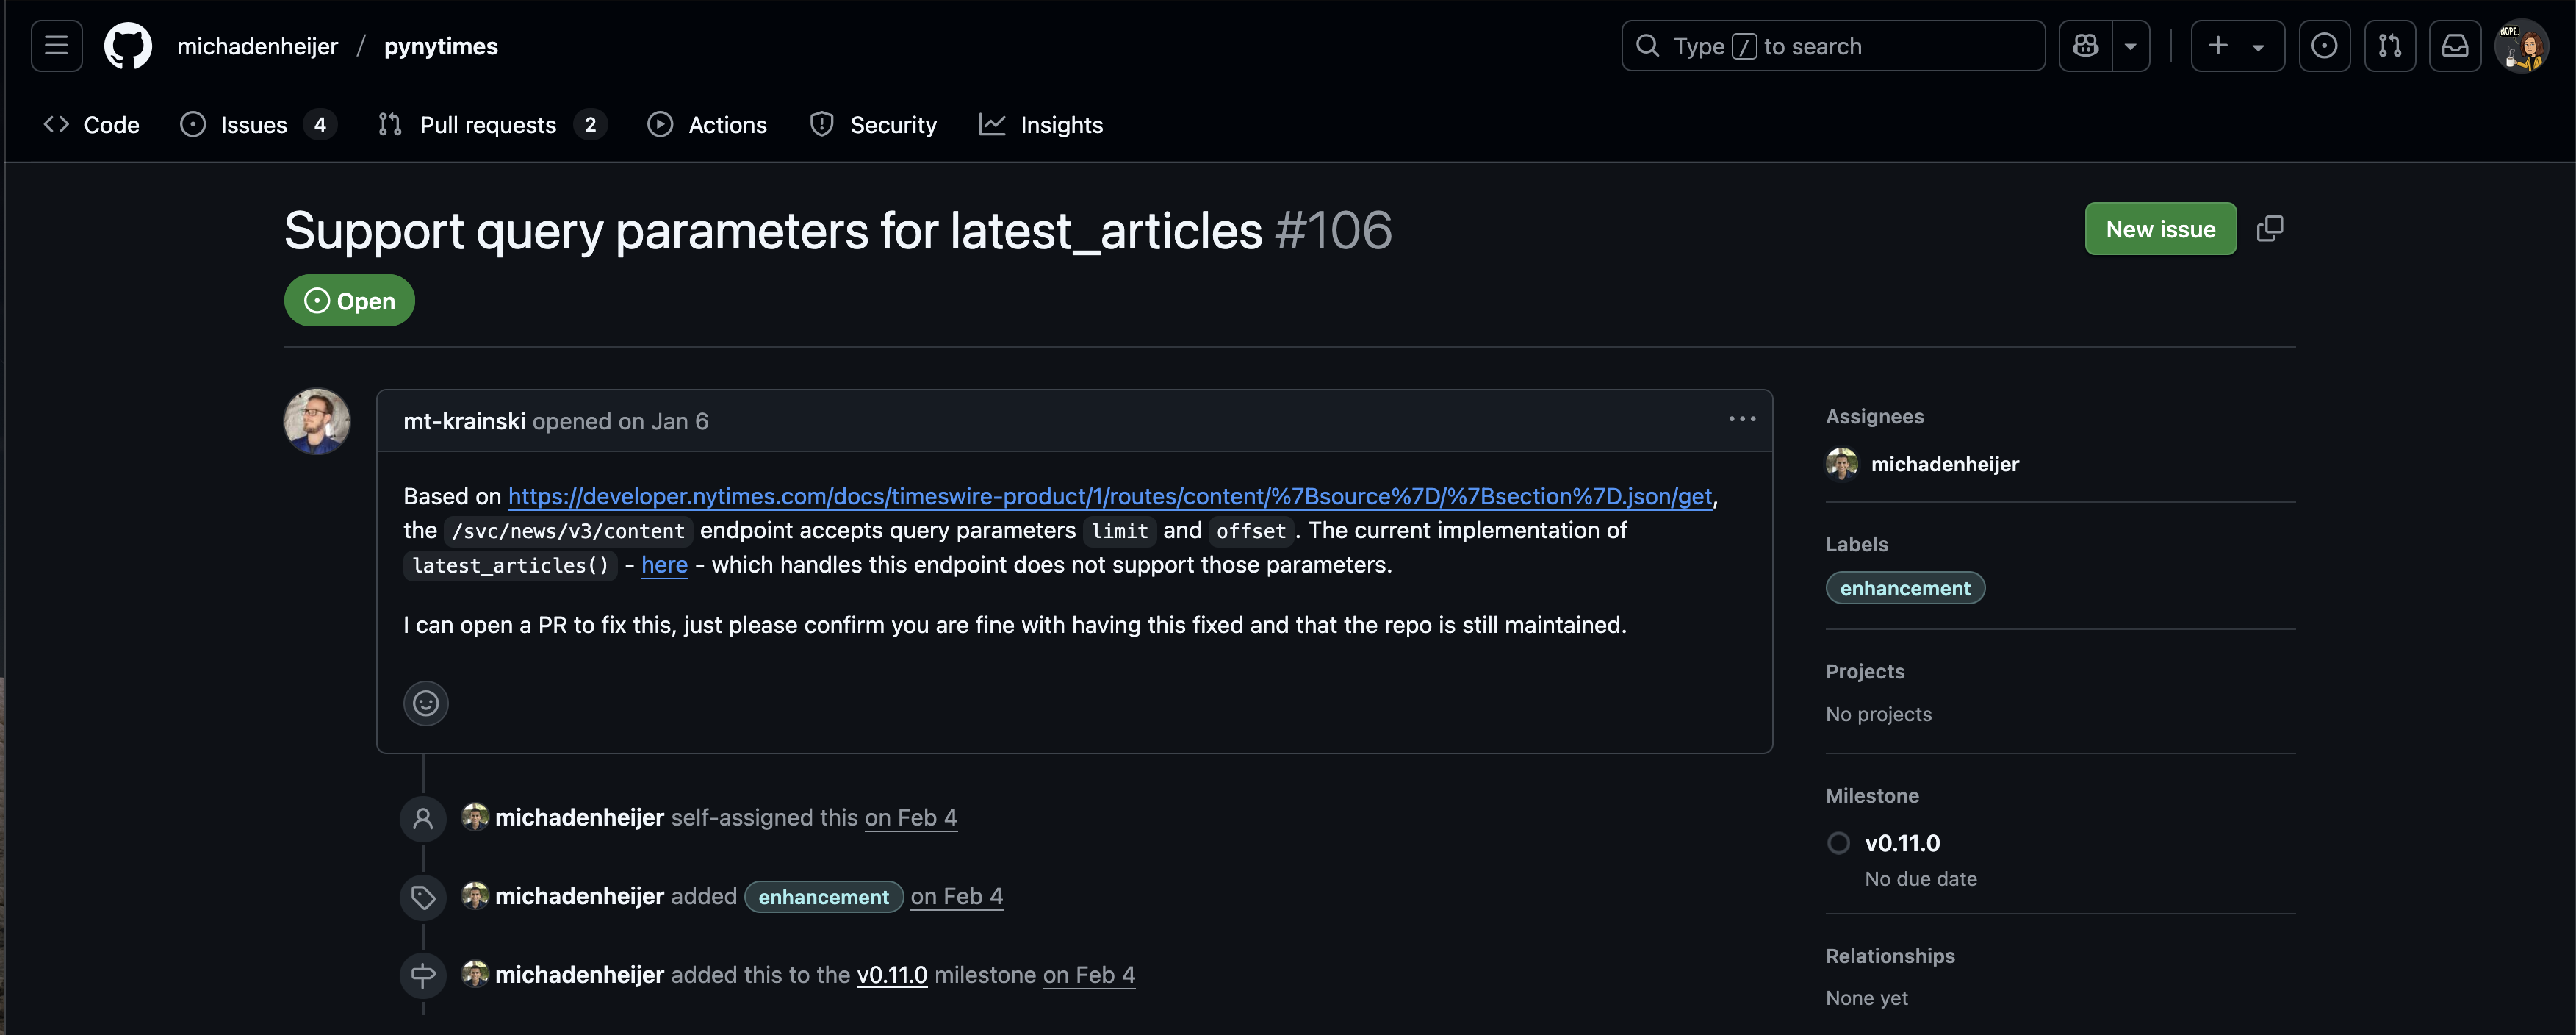 michadenheijer / pynytimes
Type / to search
NOPE.
Code
Issues 4
Pull requests 2
Actions
Security
Insights
Support query parameters for latest_articles #106
New issue
Open
mt-krainski opened on Jan 6
Based on https://developer.nytimes.com/docs/timeswire-product/1/routes/content/%7Bsource%7D/%7Bsection%7D.json/get,
the /svc/news/v3/content endpoint accepts query parameters limit and offset. The current implementation of
latest_articles() - here - which handles this endpoint does not support those parameters.
I can open a PR to fix this, just please confirm you are fine with having this fixed and that the repo is still maintained.
michadenheijer self-assigned this on Feb 4
michadenheijer added enhancement on Feb 4
michadenheijer added this to the v0.11.0 milestone on Feb 4
Assignees
michadenheijer
Labels
enhancement
Projects
No projects
Milestone
v0.11.0
No due date
Relationships
None yet